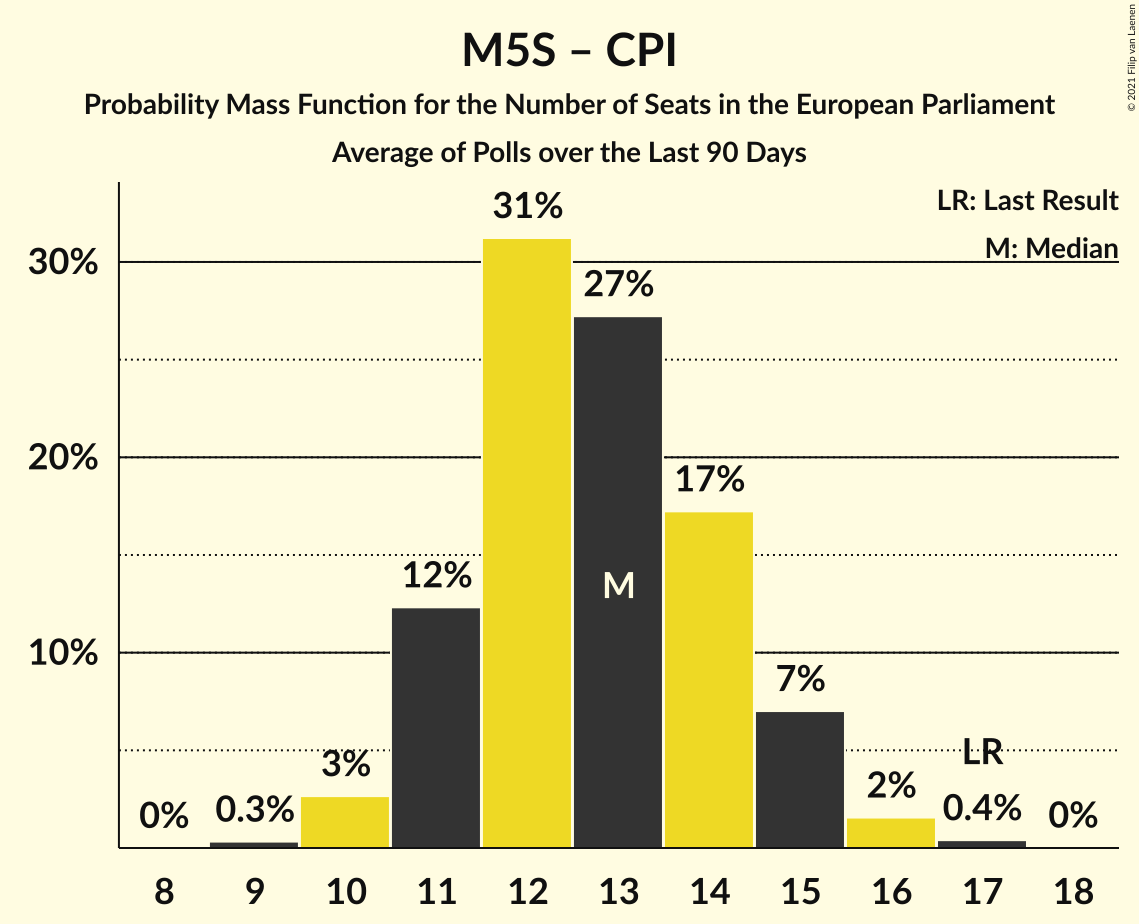 M5S – CPI
Probability Mass Function for the Number of Seats in the European Parliament
Average of Polls over the Last 90 Days
© 2021 Filip van Laenen
LR: Last Result
M: Median
30%
20%
10%
0%
0.3%
3%
12%
31%
27%
M
17%
7%
2%
LR
0.4%
0%
8 9 10 11 12 13 14 15 16 17 18